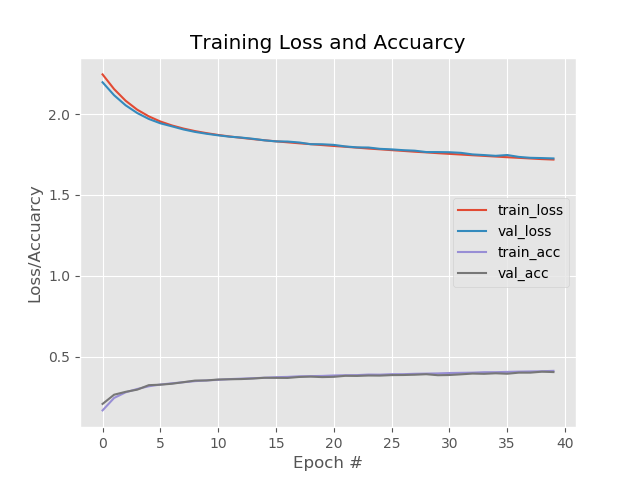 Training Loss and Accuarcy
Loss/Accuarcy
2.0
1.5
1.0
0.5
train_loss
val_loss
train_acc
val_acc
0 5 10 15 20 25 30 35 40
Epoch #